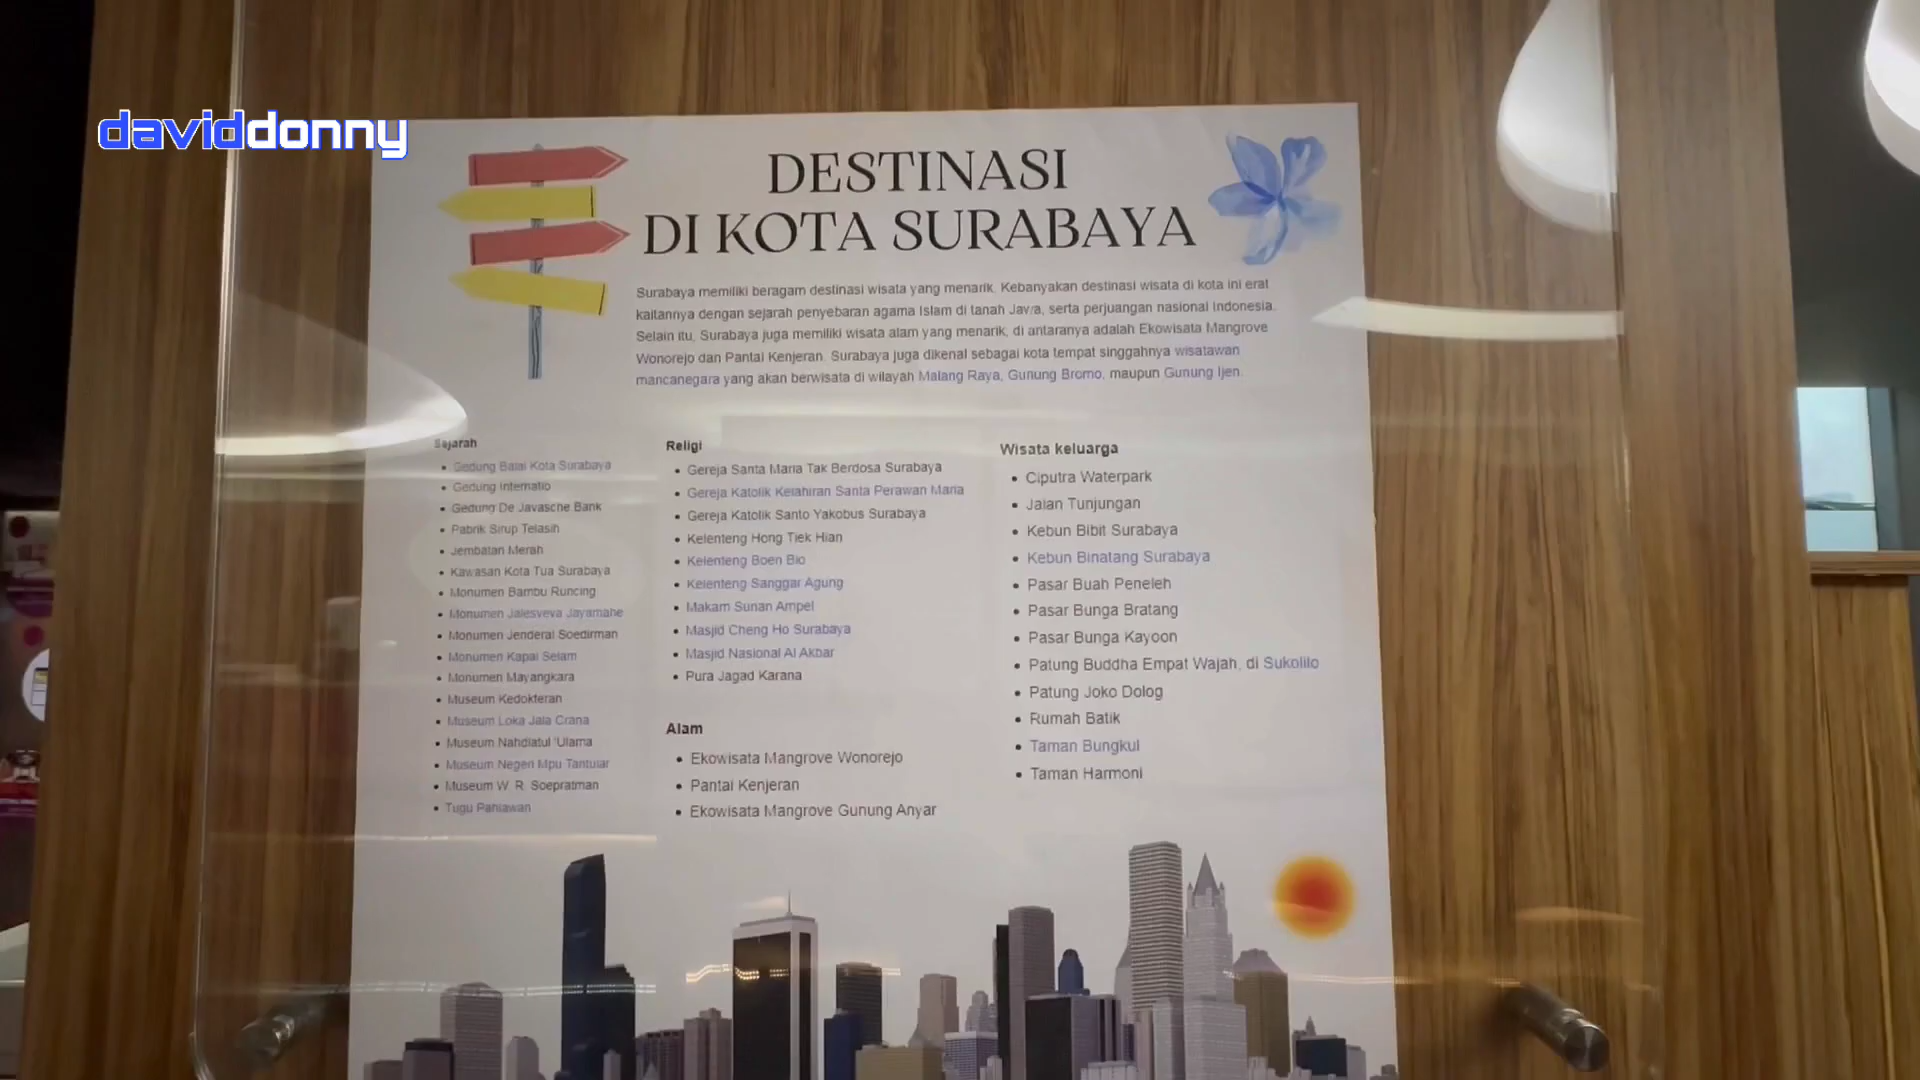 daviddonny
DESTINASI
DI KOTA SURABAYA
Surabaya memiliki beragam destinasi wisata yang menarik. Kebanyakan destinasi wisata di kota ini erat
kaitannya dengan sejarah penyebaran agama Islam di tanah Jawa, serta perjuangan nasional Indonesia.
Selain itu, Surabaya juga memiliki wisata alam yang menarik, di antaranya adalah Ekowisata Mangrove
Wonorejo dan Pantai Kenjeran. Surabaya juga dikenal sebagai kota tempat singgahnya wisatawan
mancanegara yang akan berwisata di wilayah Malang Raya, Gunung Bromo, maupun Gunung Ijen.
Sejarah
• Gedung Balai Kota Surabaya
• Gedung Internatio
• Gedung De Javasche Bank
• Pabrik Sirup Telasih
• Jembatan Merah
• Kawasan Kota Tua Surabaya
• Monumen Bambu Runcing
• Monumen Jalesveva Jayamahe
• Monumen Jenderal Soedirman
• Monumen Kapal Selam
• Monumen Mayangkara
• Museum Kedokteran
• Museum Loka Jala Crana
• Museum Nahdlatul 'Ulama
• Museum Negeri Mpu Tantular
• Museum W. R. Soepratman
• Tugu Pahlawan
Religi
• Gereja Santa Maria Tak Berdosa Surabaya
• Gereja Katolik Kelahiran Santa Perawan Maria
• Gereja Katolik Santo Yakobus Surabaya
• Kelenteng Hong Tiek Hian
• Kelenteng Boen Bio
• Kelenteng Sanggar Agung
• Makam Sunan Ampel
• Masjid Cheng Ho Surabaya
• Masjid Nasional Al Akbar
• Pura Jagad Karana
Alam
• Ekowisata Mangrove Wonorejo
• Pantai Kenjeran
• Ekowisata Mangrove Gunung Anyar
Wisata keluarga
• Ciputra Waterpark
• Jalan Tunjungan
• Kebun Bibit Surabaya
• Kebun Binatang Surabaya
• Pasar Buah Peneleh
• Pasar Bunga Bratang
• Pasar Bunga Kayoon
• Patung Buddha Empat Wajah, di Sukolilo
• Patung Joko Dolog
• Rumah Batik
• Taman Bungkul
• Taman Harmoni